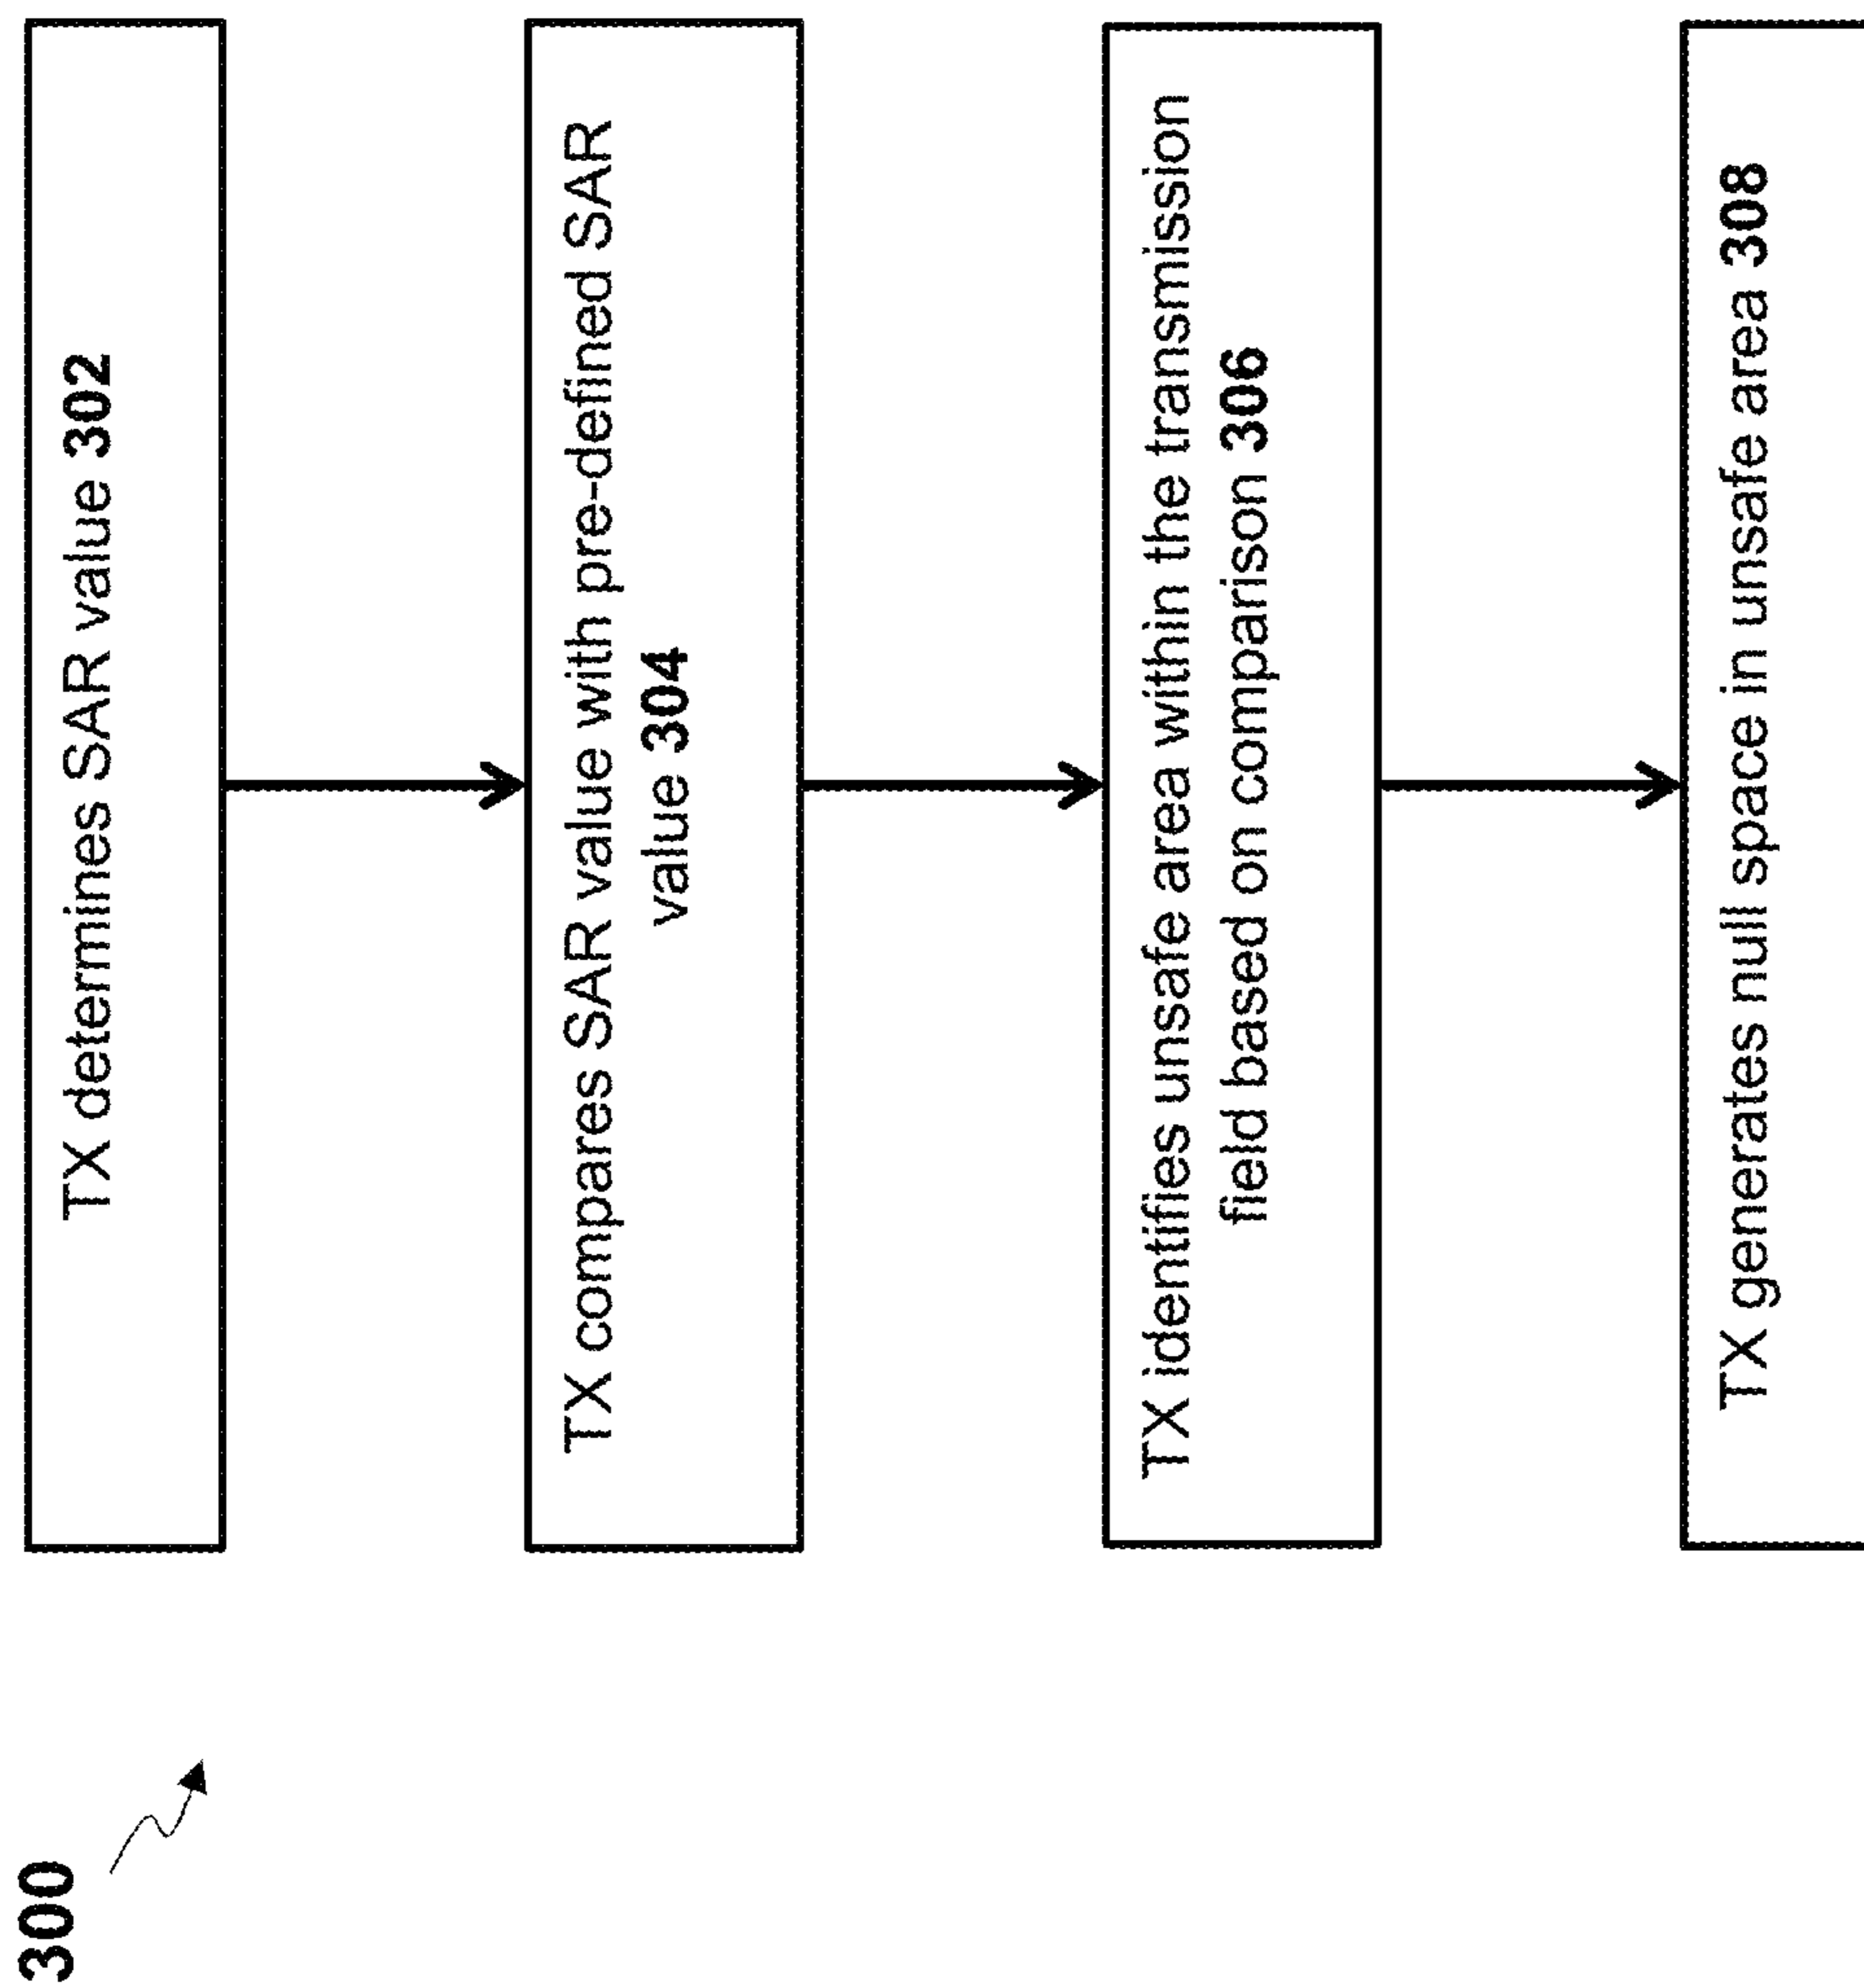 300
TX determines SAR value 302
TX compares SAR value with pre-defined SAR
value 304
TX identifies unsafe area within the transmission
field based on comparison 306
TX generates null space in unsafe area 308